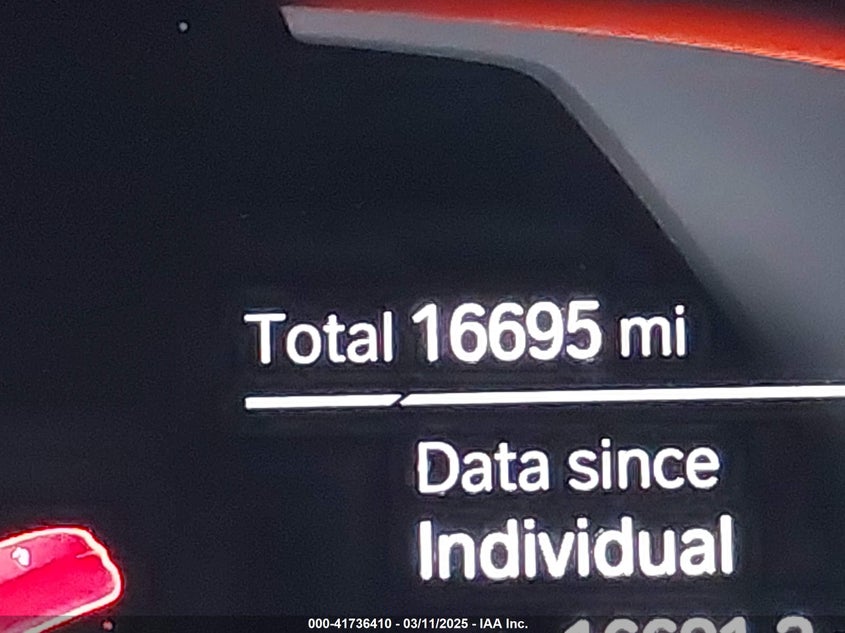 Total 16695 mi
Data since
Individual
000-41736410 - 03/11/2025 - IAA Inc.